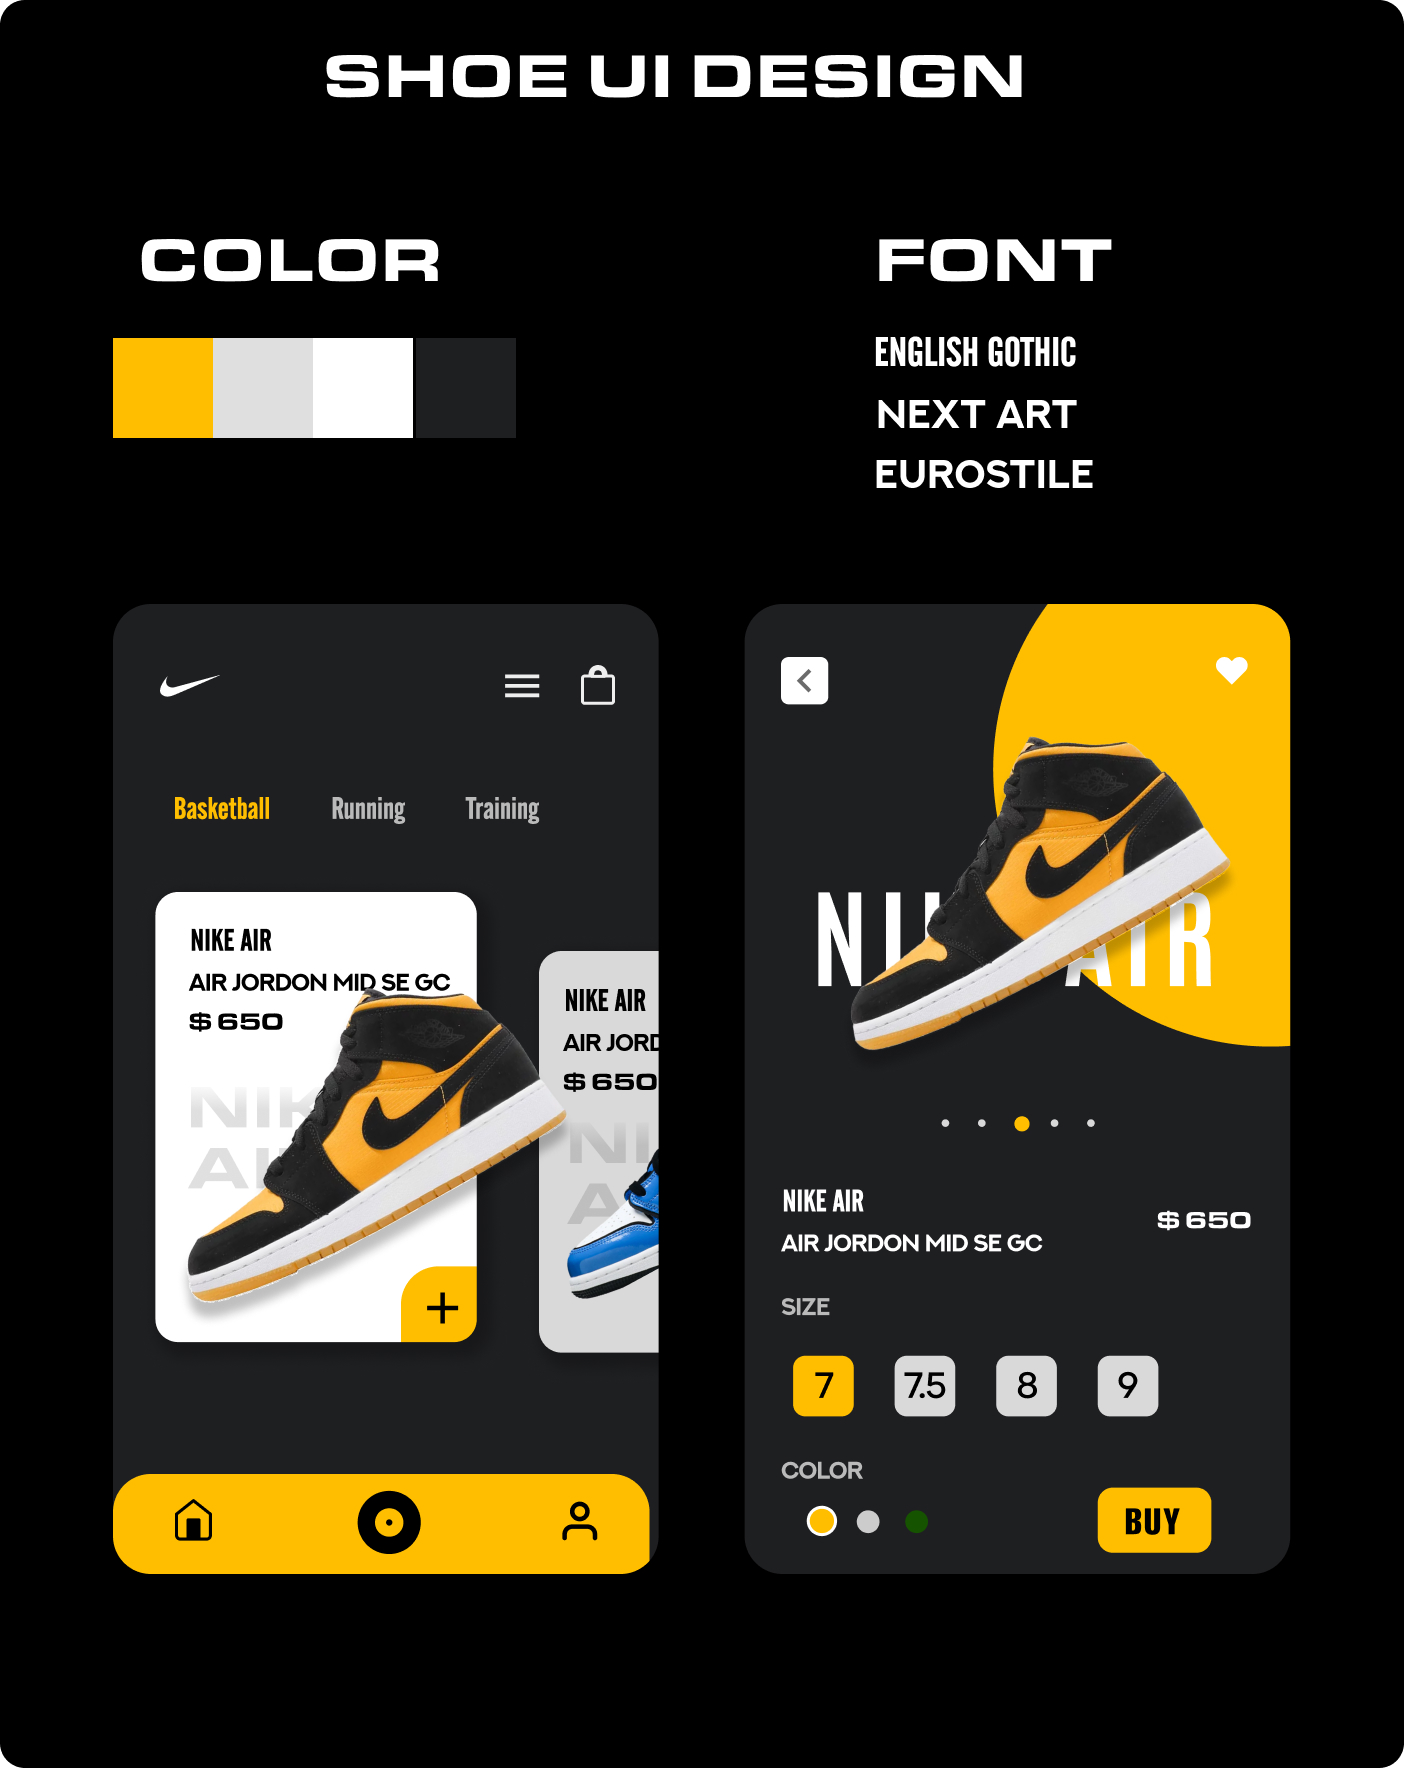 SHOE UI DESIGN
COLOR
FONT
ENGLISH GOTHIC
NEXT ART
EUROSTILE
Basketball Running Training
NIKE AIR
AIR JORDON MID SE GC
$ 650
NIK
AI
NIKE AIR
AIR JORD
$ 650
NI
A
NI AIR
NIKE AIR
AIR JORDON MID SE GC
$ 650
SIZE
7 7.5 8 9
COLOR
BUY